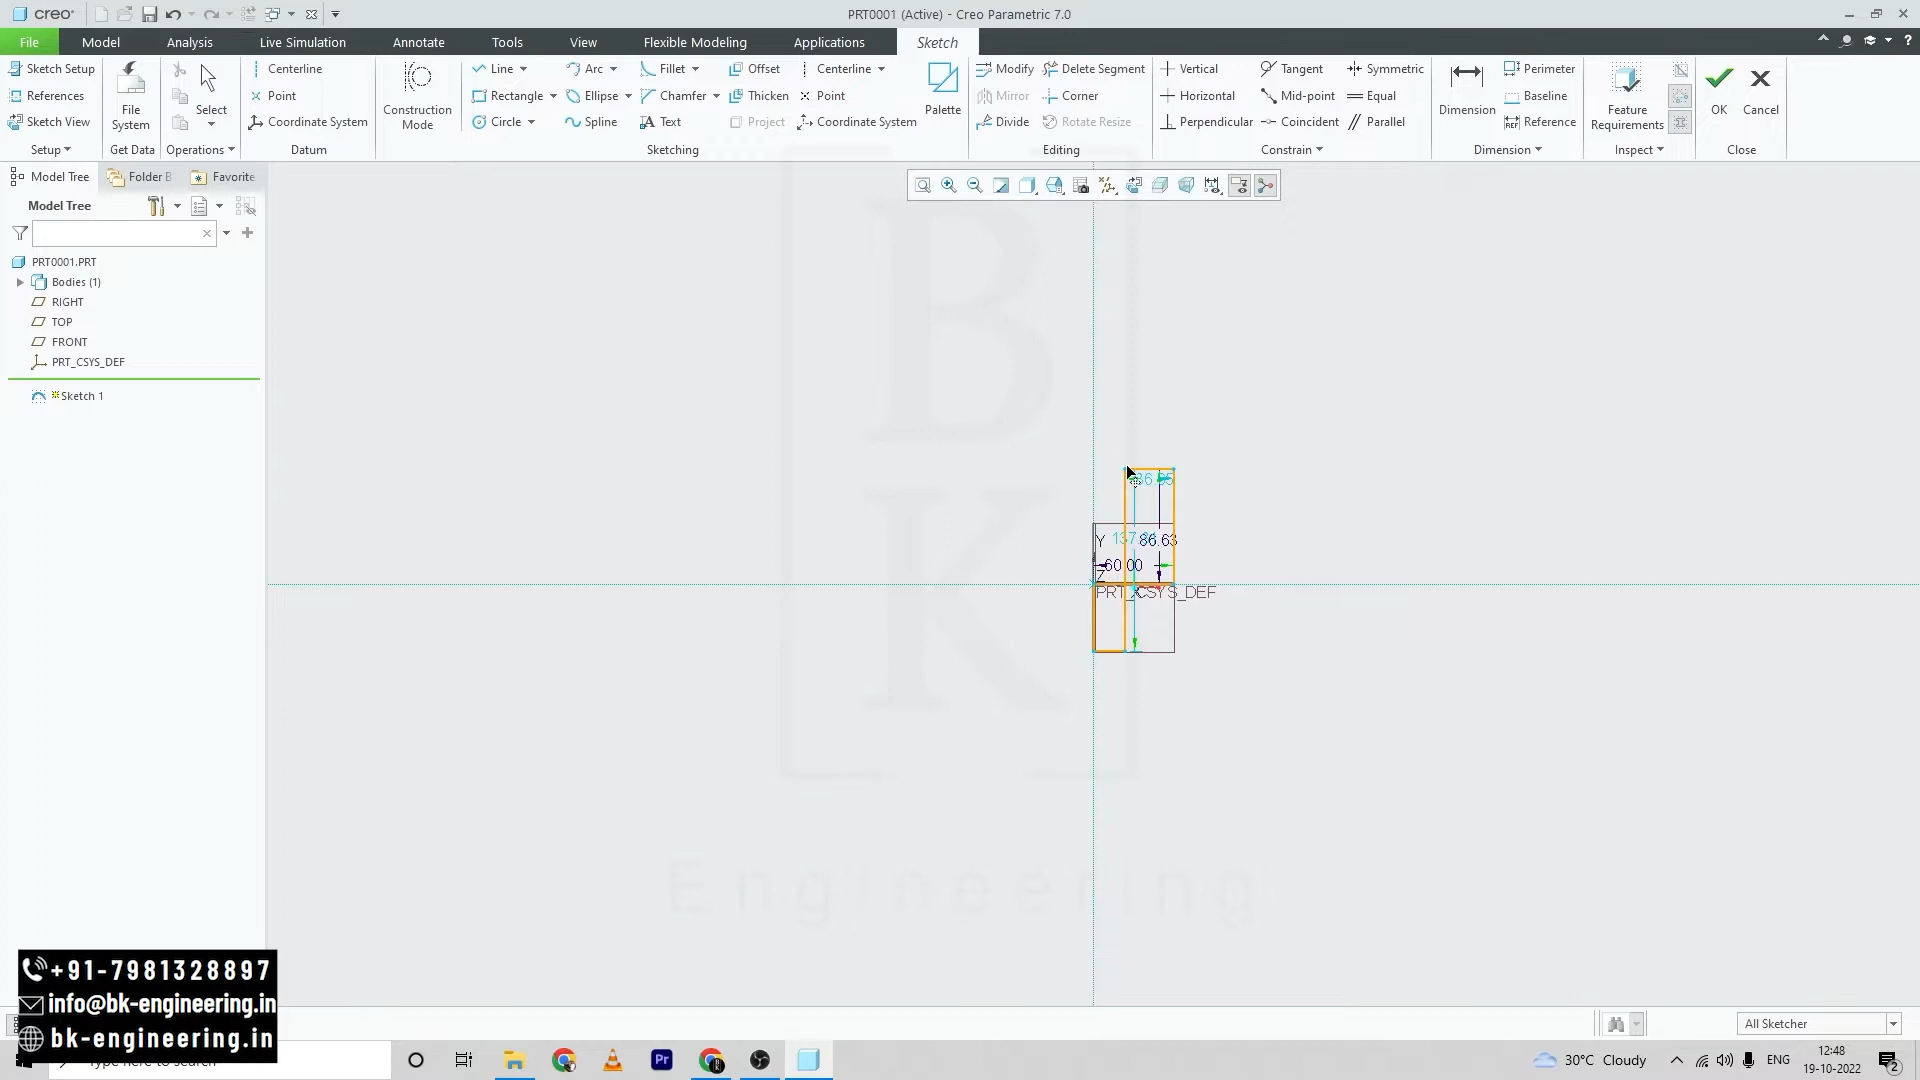 creo
PRT0001 (Active) - Creo Parametric 7.0
File Model Analysis Live Simulation Annotate Tools View Flexible Modeling Applications Sketch
Sketch Setup
References
Sketch View
Setup
File System
Get Data
Select
Operations
Centerline
Point
Coordinate System
Datum
Construction Mode
Line Arc Fillet Offset Centerline
Rectangle Ellipse Chamfer Thicken Point
Circle Spline Text Project Coordinate System
Palette
Sketching
Modify Delete Segment
Mirror Corner
Divide Rotate Resize
Editing
Vertical Tangent Symmetric
Horizontal Mid-point Equal
Perpendicular Coincident Parallel
Constrain
Dimension
Perimeter
Baseline
Reference
Dimension
Feature Requirements
Inspect
OK
Cancel
Close
Model Tree Folder B Favorite
Model Tree
PRT0001.PRT
Bodies (1)
RIGHT
TOP
FRONT
PRT_CSYS_DEF
Sketch 1
Y 86.63
60.00
Z
PRT_CSYS_DEF
B
K
Engineering
+91-7981328897
info@bk-engineering.in
bk-engineering.in
All Sketcher
30°C Cloudy
ENG
12:48
19-10-2022
2